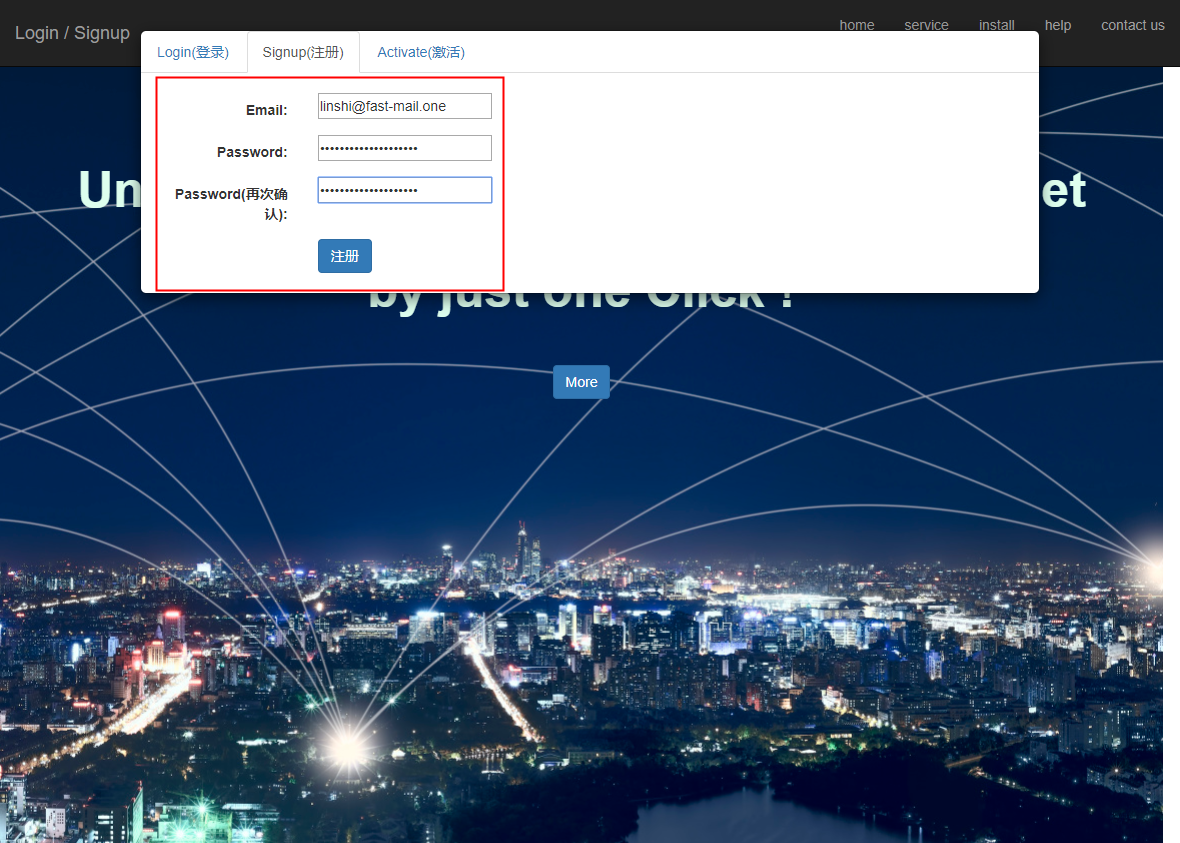 Login / Signup
home
service
install
help
contact us
Login(登录)
Signup(注册)
Activate(激活)
Email:
linshi@fast-mail.one
Password:
••••••••••••••••••••
Password(再次确
认):
••••••••••••••••••••
注册
Un
et
by just one Click !
More